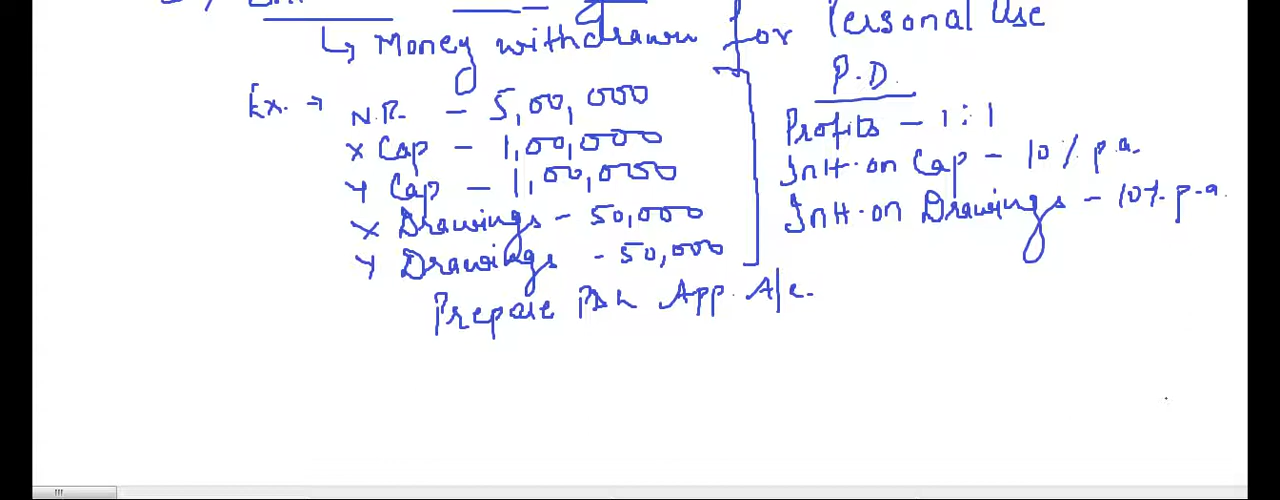 ↳ Money withdrawn for Personal Use
Ex. → N.P. - 5,00,000
X Cap - 1,00,000
Y Cap - 1,00,000
X Drawings - 50,000
Y Drawings - 50,000
Prepare P&L App. A/c.
P.D.
Profits - 1:1
Int. on Cap - 10% p.a.
Int. on Drawings - 10% p.a.